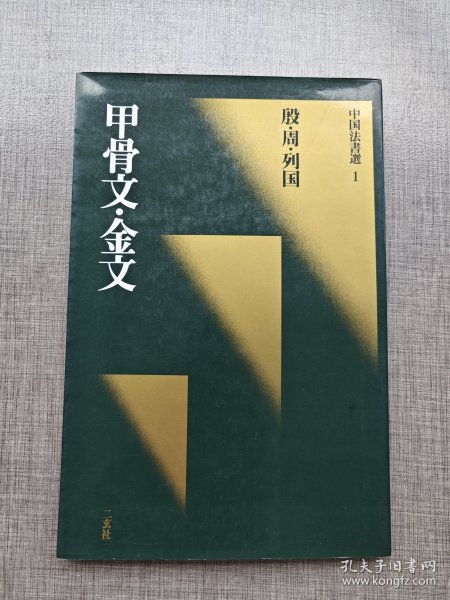 中国法書選 1
殷・周・列国
甲骨文・金文
二玄社
孔夫子旧书网
www.kongfz.com